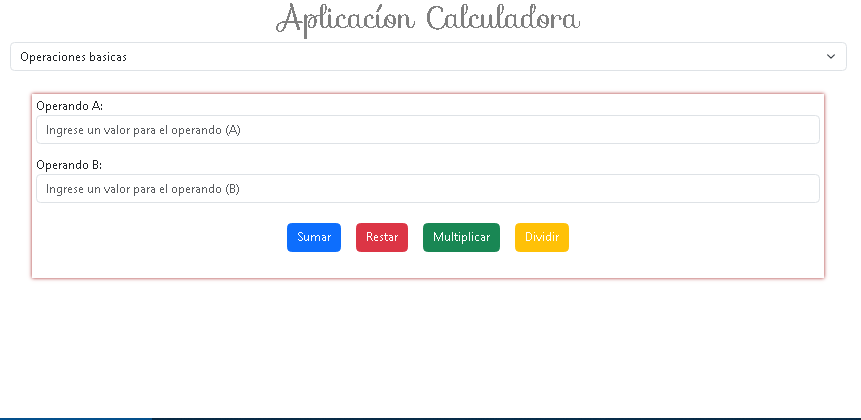 Aplicacíon Calculadora
Operaciones basicas
Operando A:
Ingrese un valor para el operando (A)
Operando B:
Ingrese un valor para el operando (B)
Sumar Restar Multiplicar Dividir